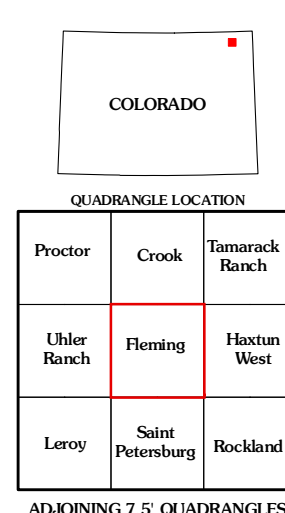 COLORADO
QUADRANGLE LOCATION
Proctor
Crook
Tamarack
Ranch
Uhler
Ranch
Fleming
Haxtun
West
Leroy
Saint
Petersburg
Rockland
ADJOINING 7.5' QUADRANGLES